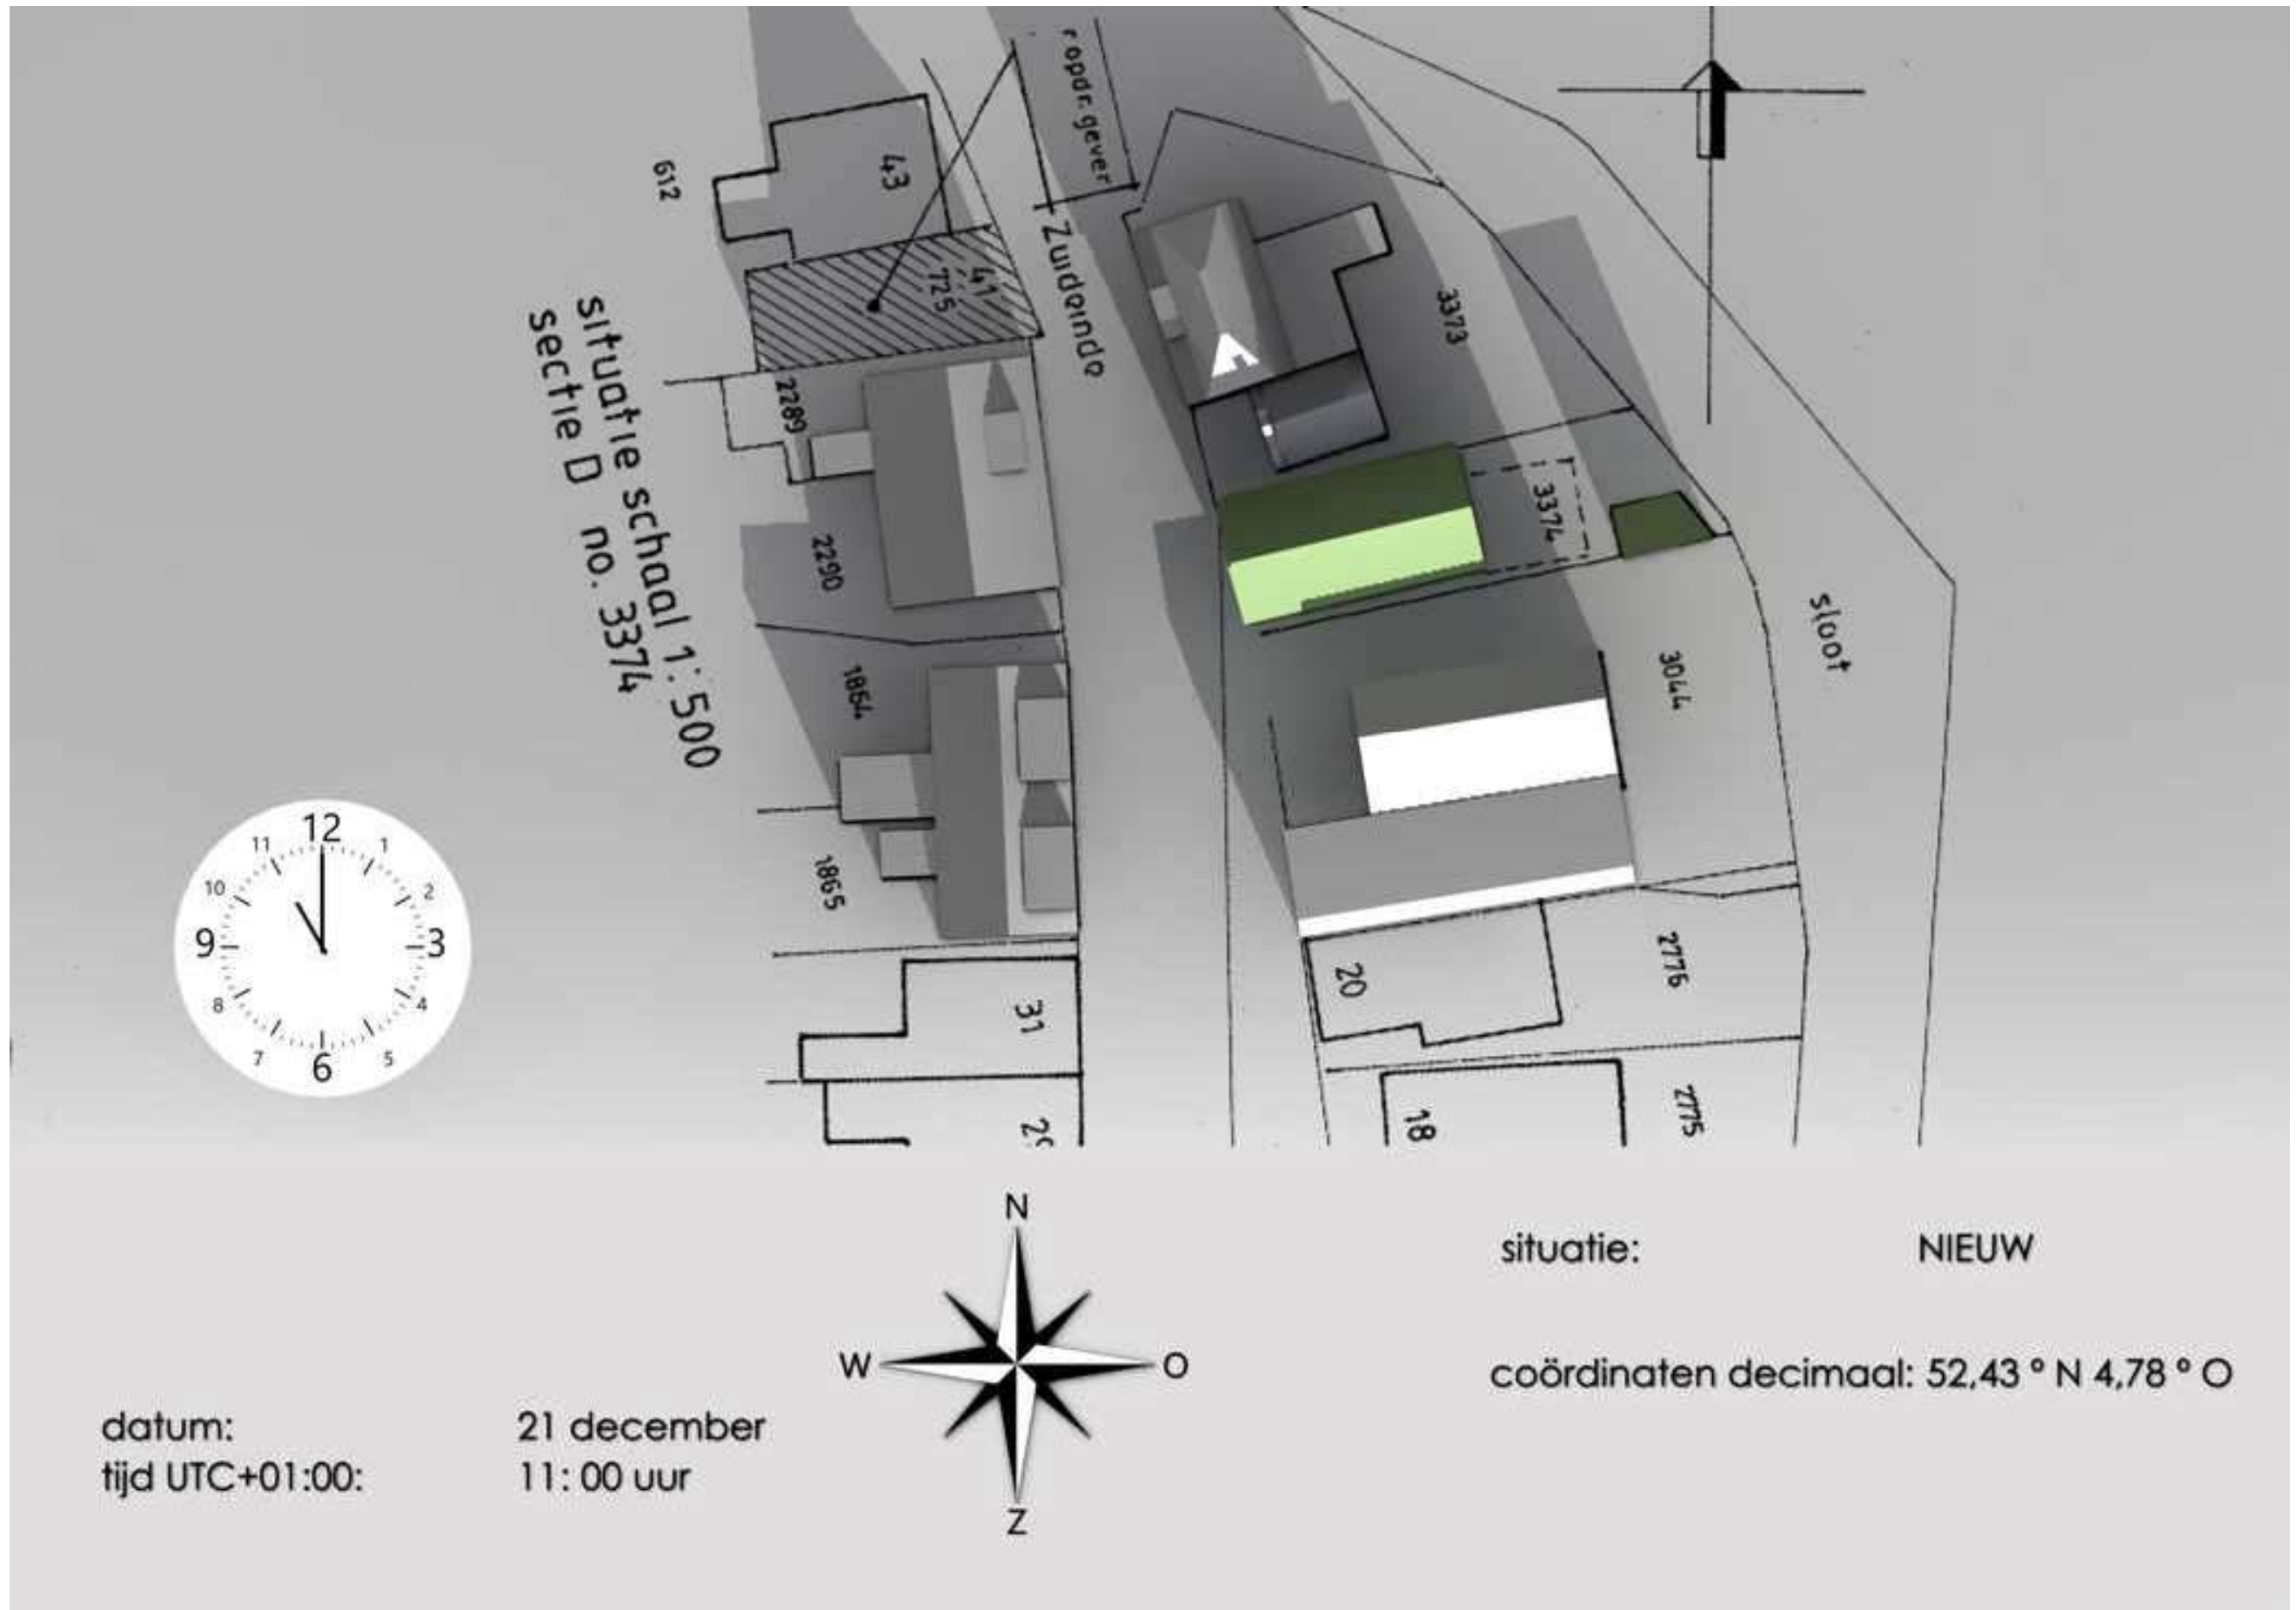 r opdr. gever
43
612
41
725
Zuideinde
3373
2289
situatie schaal 1:500
sectie D no. 3374
3374
2290
sloot
1864
3044
1865
12
11
1
10
2
9
3
8
4
7
5
6
20
2776
31
18
2775
N
W
O
Z
situatie: NIEUW
coördinaten decimaal: 52,43 º N 4,78 º O
datum: 21 december
tijd UTC+01:00: 11: 00 uur